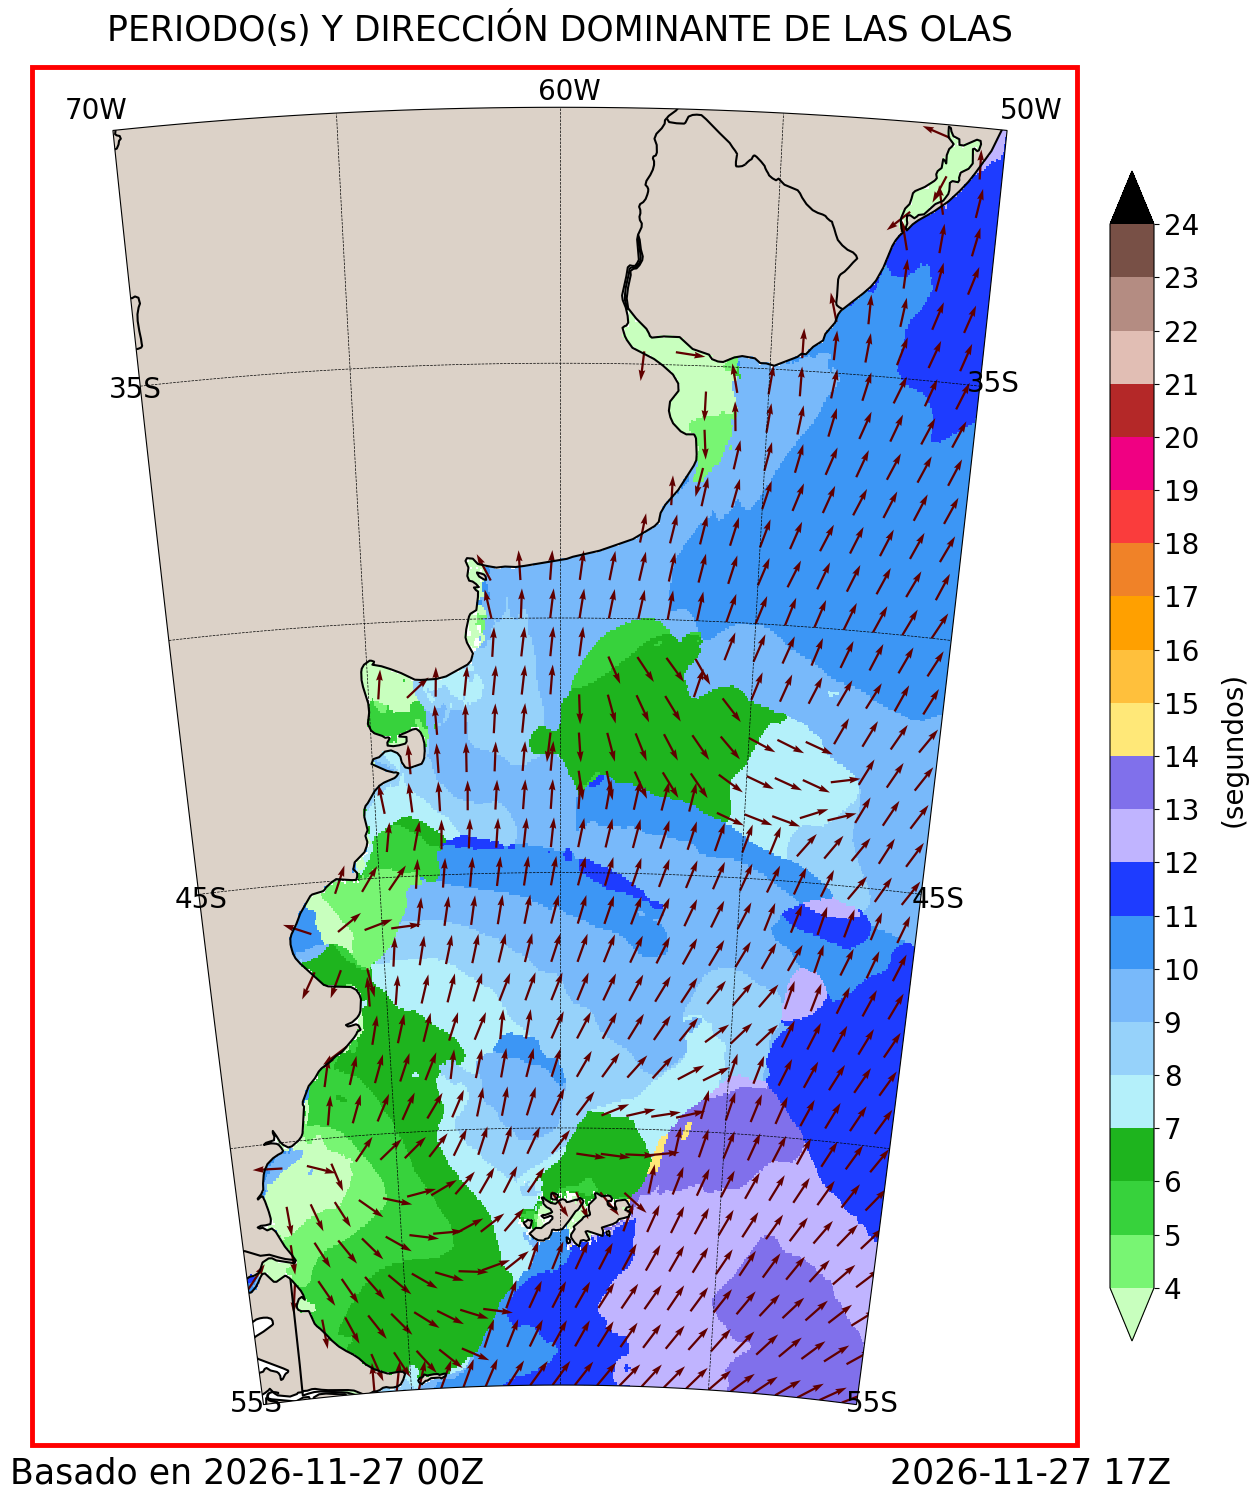 PERIODO(s) Y DIRECCIÓN DOMINANTE DE LAS OLAS
70W
60W
50W
35S
35S
45S
45S
55S
55S
24
23
22
21
20
19
18
17
16
15
14
13
12
11
10
9
8
7
6
5
4
(segundos)
Basado en 2026-11-27 00Z
2026-11-27 17Z